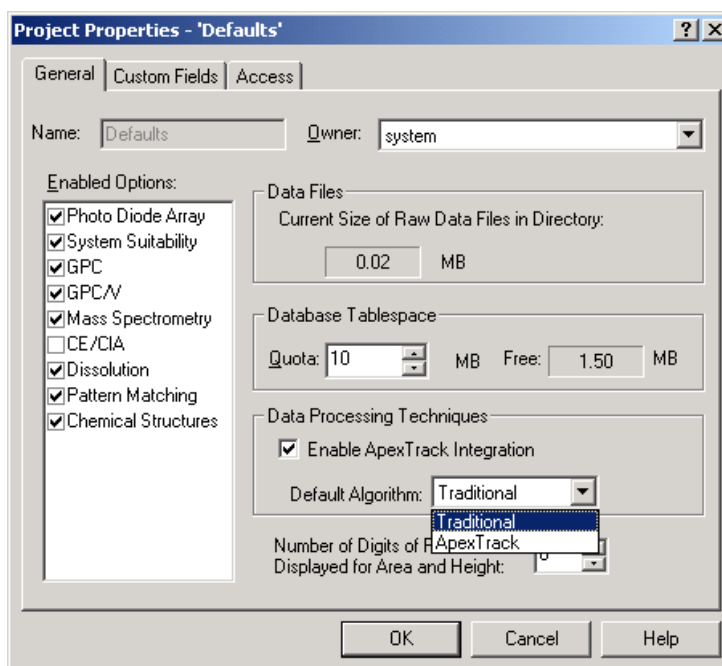 Project Properties - 'Defaults'
General
Custom Fields
Access
Name:
Defaults
Owner:
system
Enabled Options:
Photo Diode Array
System Suitability
GPC
GPC/V
Mass Spectrometry
CE/CIA
Dissolution
Pattern Matching
Chemical Structures
Data Files
Current Size of Raw Data Files in Directory:
0.02 MB
Database Tablespace
Quota: 10 MB Free: 1.50 MB
Data Processing Techniques
Enable ApexTrack Integration
Default Algorithm: Traditional
Traditional
ApexTrack
Number of Digits of
Displayed for Area and Height:
OK
Cancel
Help